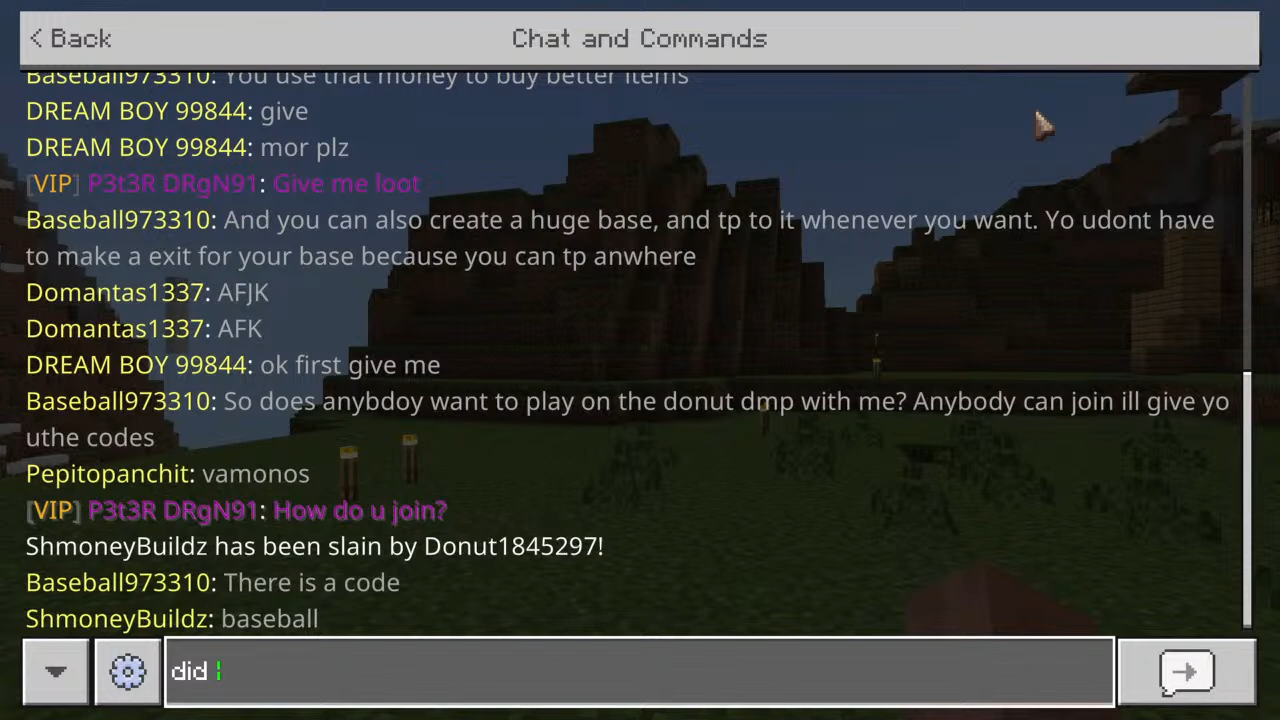 Back
Chat and Commands
Baseball973310: You use that money to buy better items
DREAM BOY 99844: give
DREAM BOY 99844: mor plz
[VIP] P3t3R DRgN91: Give me loot
Baseball973310: And you can also create a huge base, and tp to it whenever you want. Yo udont have
to make a exit for your base because you can tp anwhere
Domantas1337: AFJK
Domantas1337: AFK
DREAM BOY 99844: ok first give me
Baseball973310: So does anybdoy want to play on the donut dmp with me? Anybody can join ill give yo
uthe codes
Pepitopanchit: vamonos
[VIP] P3t3R DRgN91: How do u join?
ShmoneyBuildz has been slain by Donut1845297!
Baseball973310: There is a code
ShmoneyBuildz: baseball
did